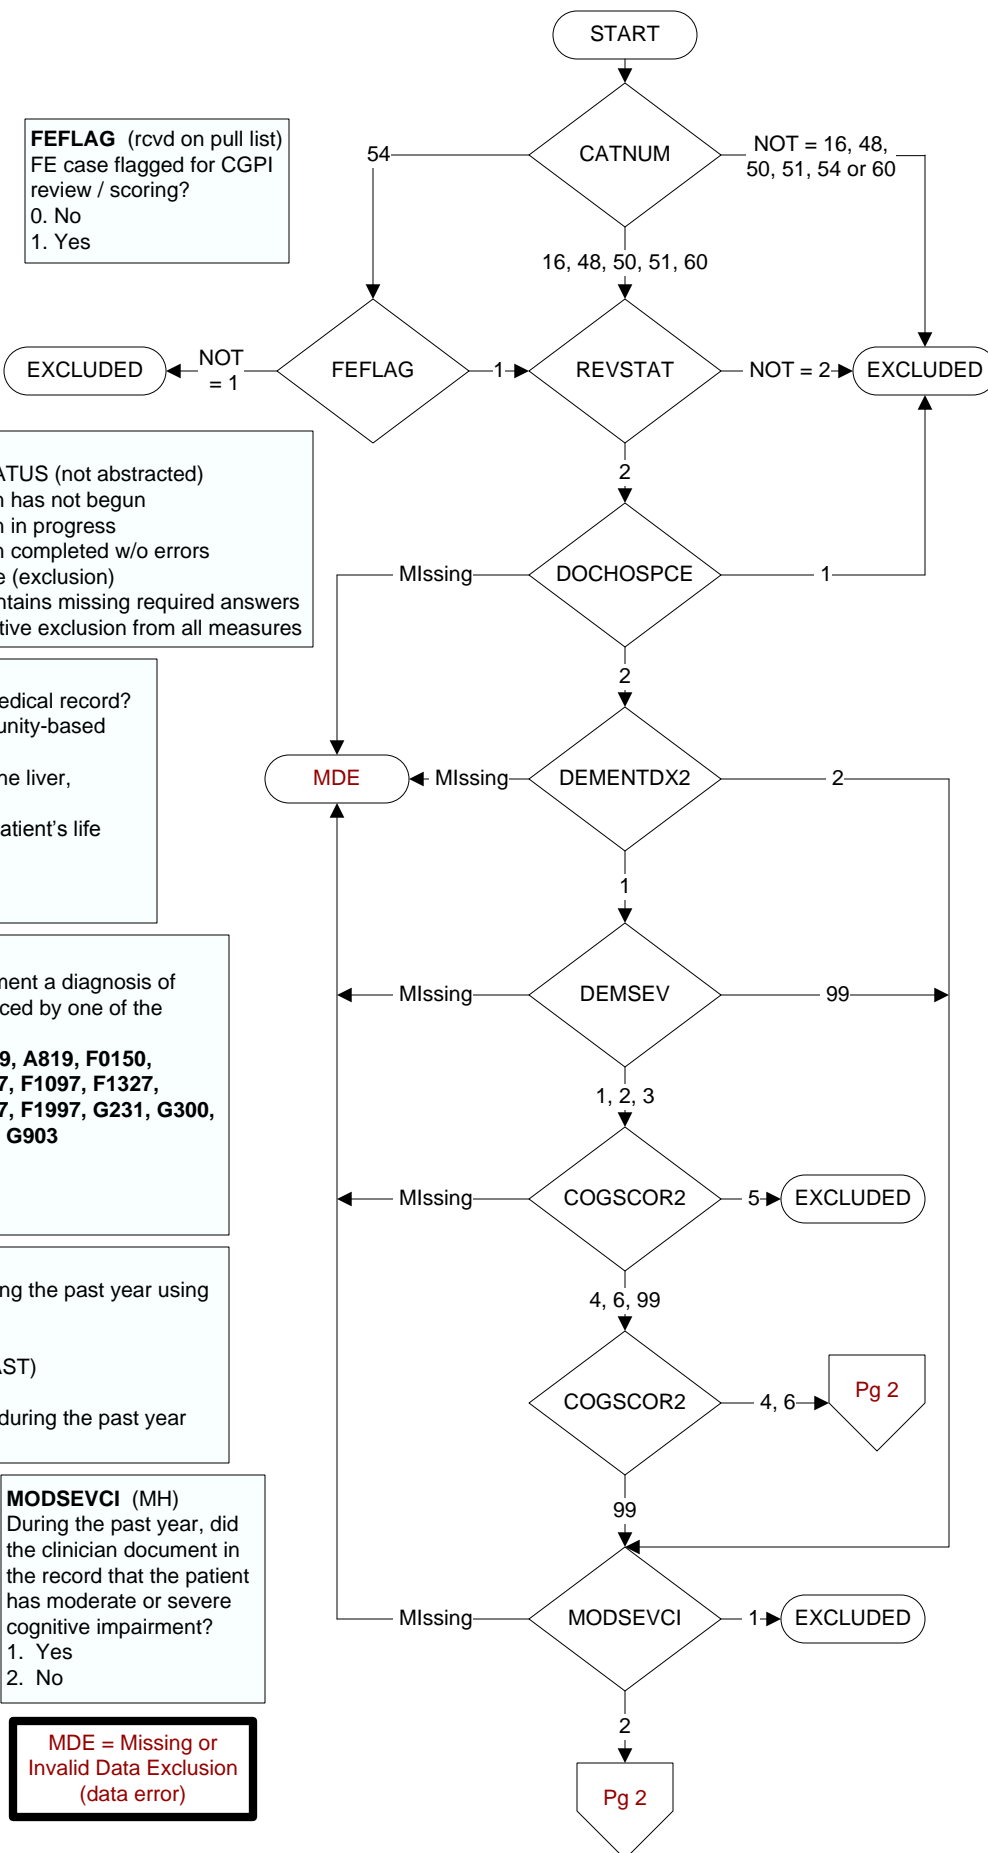 START
CATNUM
54
NOT = 16, 48,
50, 51, 54 or 60
16, 48, 50, 51, 60
FEFLAG (rcvd on pull list)
FE case flagged for CGPI
review / scoring?
0. No
1. Yes
EXCLUDED
NOT
= 1
FEFLAG
1
REVSTAT
NOT = 2
EXCLUDED
2
ATUS (not abstracted)
n has not begun
n in progress
n completed w/o errors
e (exclusion)
ntains missing required answers
tive exclusion from all measures
MIssing
DOCHOSPCE
1
2
edical record?
unity-based
ne liver,
atient's life
MDE
MIssing
DEMENTDX2
2
1
ment a diagnosis of
ced by one of the
9, A819, F0150,
7, F1097, F1327,
7, F1997, G231, G300,
G903
MIssing
DEMSEV
99
1, 2, 3
MIssing
COGSCOR2
5
EXCLUDED
4, 6, 99
ng the past year using
AST)
during the past year
COGSCOR2
4, 6
Pg 2
99
MODSEVCI (MH)
During the past year, did
the clinician document in
the record that the patient
has moderate or severe
cognitive impairment?
1. Yes
2. No
MIssing
MODSEVCI
1
EXCLUDED
2
MDE = Missing or
Invalid Data Exclusion
(data error)
Pg 2